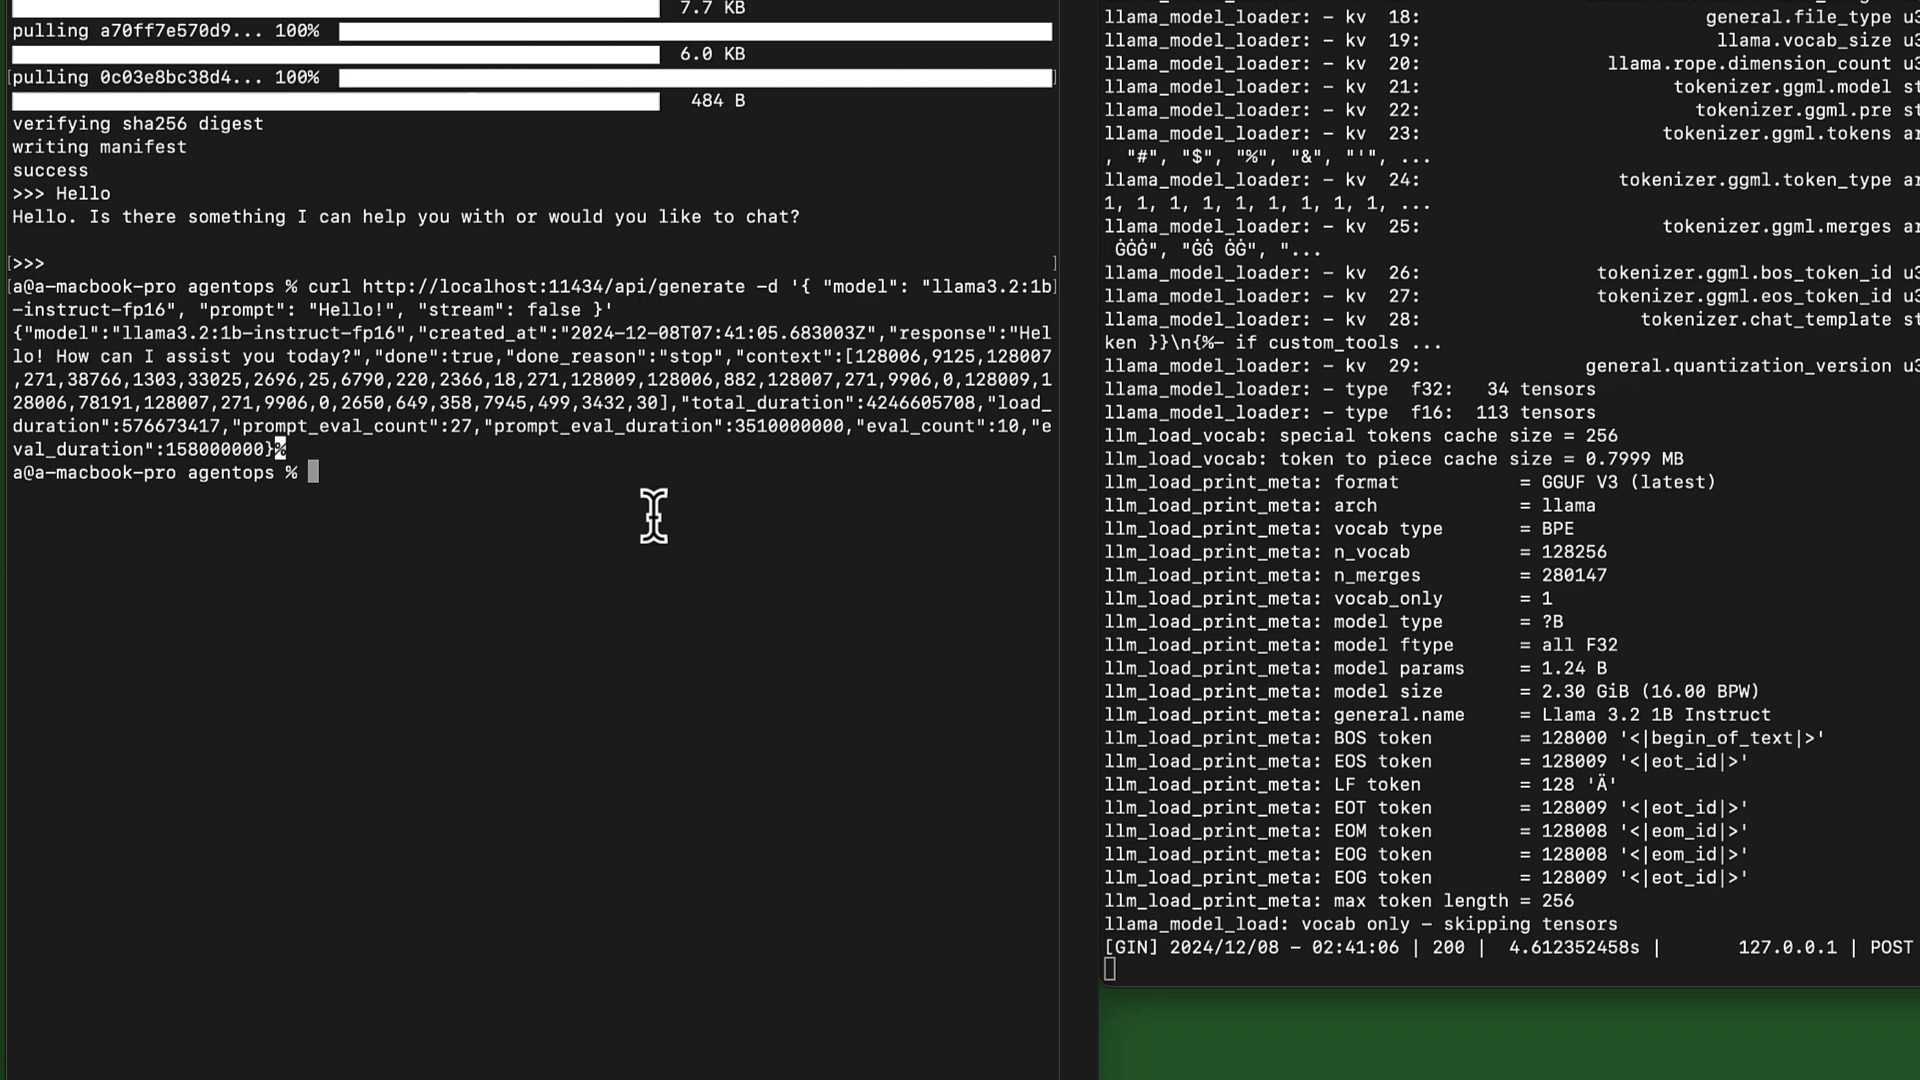 7.7 KB
pulling a70ff7e570d9... 100%
6.0 KB
[pulling 0c03e8bc38d4... 100% ]
484 B
verifying sha256 digest
writing manifest
success
>>> Hello
Hello. Is there something I can help you with or would you like to chat?
[>>> ]
[a@a-macbook-pro agentops % curl http://localhost:11434/api/generate -d '{ "model": "llama3.2:1b]
-instruct-fp16", "prompt": "Hello!", "stream": false }'
{"model":"llama3.2:1b-instruct-fp16","created_at":"2024-12-08T07:41:05.683003Z","response":"Hel
lo! How can I assist you today?","done":true,"done_reason":"stop","context":[128006,9125,128007
,271,38766,1303,33025,2696,25,6790,220,2366,18,271,128009,128006,882,128007,271,9906,0,128009,1
28006,78191,128007,271,9906,0,2650,649,358,7945,499,3432,30],"total_duration":4246605708,"load_
duration":576673417,"prompt_eval_count":27,"prompt_eval_duration":3510000000,"eval_count":10,"e
val_duration":158000000}%
a@a-macbook-pro agentops %
llama_model_loader: - kv 18: general.file_type u3
llama_model_loader: - kv 19: llama.vocab_size u3
llama_model_loader: - kv 20: llama.rope.dimension_count u3
llama_model_loader: - kv 21: tokenizer.ggml.model st
llama_model_loader: - kv 22: tokenizer.ggml.pre st
llama_model_loader: - kv 23: tokenizer.ggml.tokens ar
, "#", "$", "%", "&", "'", ...
llama_model_loader: - kv 24: tokenizer.ggml.token_type ar
1, 1, 1, 1, 1, 1, 1, 1, 1, ...
llama_model_loader: - kv 25: tokenizer.ggml.merges ar
ĠĠĠ", "ĠĠ ĠĠ", "...
llama_model_loader: - kv 26: tokenizer.ggml.bos_token_id u3
llama_model_loader: - kv 27: tokenizer.ggml.eos_token_id u3
llama_model_loader: - kv 28: tokenizer.chat_template st
ken }}\n{%- if custom_tools ...
llama_model_loader: - kv 29: general.quantization_version u3
llama_model_loader: - type f32: 34 tensors
llama_model_loader: - type f16: 113 tensors
llm_load_vocab: special tokens cache size = 256
llm_load_vocab: token to piece cache size = 0.7999 MB
llm_load_print_meta: format = GGUF V3 (latest)
llm_load_print_meta: arch = llama
llm_load_print_meta: vocab type = BPE
llm_load_print_meta: n_vocab = 128256
llm_load_print_meta: n_merges = 280147
llm_load_print_meta: vocab_only = 1
llm_load_print_meta: model type = ?B
llm_load_print_meta: model ftype = all F32
llm_load_print_meta: model params = 1.24 B
llm_load_print_meta: model size = 2.30 GiB (16.00 BPW)
llm_load_print_meta: general.name = Llama 3.2 1B Instruct
llm_load_print_meta: BOS token = 128000 '<|begin_of_text|>'
llm_load_print_meta: EOS token = 128009 '<|eot_id|>'
llm_load_print_meta: LF token = 128 'Ä'
llm_load_print_meta: EOT token = 128009 '<|eot_id|>'
llm_load_print_meta: EOM token = 128008 '<|eom_id|>'
llm_load_print_meta: EOG token = 128008 '<|eom_id|>'
llm_load_print_meta: EOG token = 128009 '<|eot_id|>'
llm_load_print_meta: max token length = 256
llama_model_load: vocab only - skipping tensors
[GIN] 2024/12/08 - 02:41:06 | 200 | 4.612352458s | 127.0.0.1 | POST